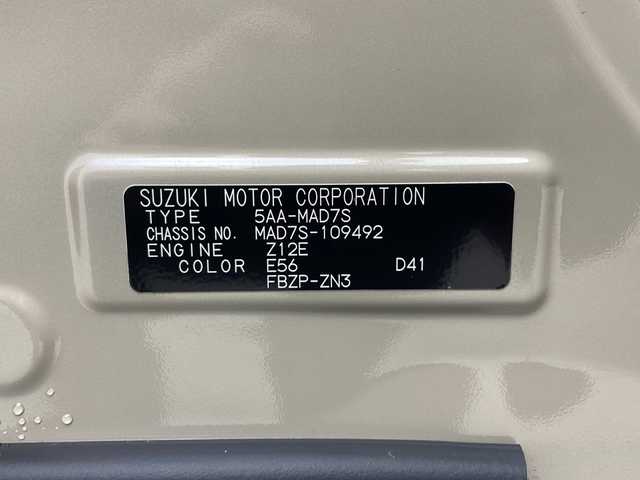 SUZUKI MOTOR CORPORATION
TYPE 5AA-MAD7S
CHASSIS NO. MAD7S-109492
ENGINE Z12E
COLOR E56 D41
FBZP-ZN3